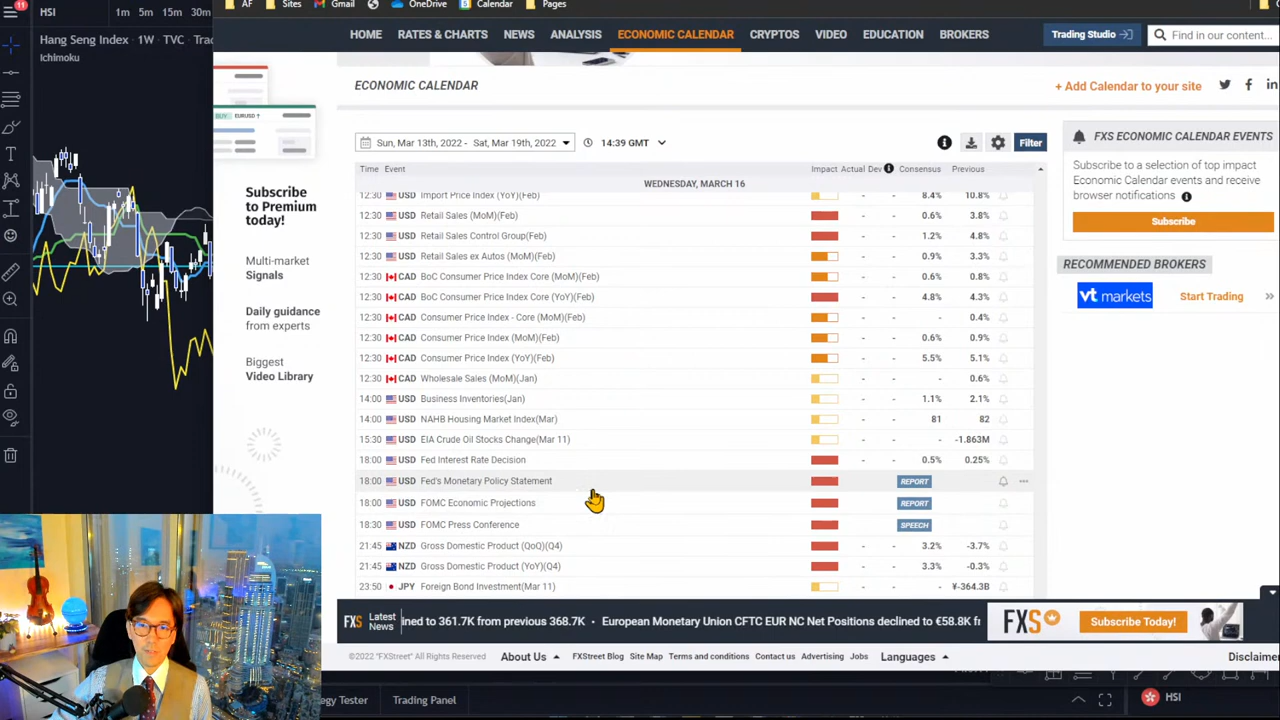 11
HSI 1m 5m 15m 30m
AF Sites Gmail OneDrive Calendar Pages
Hang Seng Index · 1W · TVC
Ichimoku
HOME RATES & CHARTS NEWS ANALYSIS ECONOMIC CALENDAR CRYPTOS VIDEO EDUCATION BROKERS
Trading Studio Find in our content...
BUY EURUSD
Subscribe
to Premium
today!
Multi-market
Signals
Daily guidance
from experts
Biggest
Video Library
ECONOMIC CALENDAR
+ Add Calendar to your site
Sun, Mar 13th, 2022 - Sat, Mar 19th, 2022 14:39 GMT Filter
Time Event Impact Actual Dev Consensus Previous
WEDNESDAY, MARCH 16
12:30 USD Import Price Index (YoY)(Feb) - - 8.4% 10.8%
12:30 USD Retail Sales (MoM)(Feb) - - 0.6% 3.8%
12:30 USD Retail Sales Control Group(Feb) - - 1.2% 4.8%
12:30 USD Retail Sales ex Autos (MoM)(Feb) - - 0.9% 3.3%
12:30 CAD BoC Consumer Price Index Core (MoM)(Feb) - - 0.6% 0.8%
12:30 CAD BoC Consumer Price Index Core (YoY)(Feb) - - 4.8% 4.3%
12:30 CAD Consumer Price Index - Core (MoM)(Feb) - - - 0.4%
12:30 CAD Consumer Price Index (MoM)(Feb) - - 0.6% 0.9%
12:30 CAD Consumer Price Index (YoY)(Feb) - - 5.5% 5.1%
12:30 CAD Wholesale Sales (MoM)(Jan) - - - 0.6%
14:00 USD Business Inventories(Jan) - - 1.1% 2.1%
14:00 USD NAHB Housing Market Index(Mar) - - 81 82
15:30 USD EIA Crude Oil Stocks Change(Mar 11) - - - -1.863M
18:00 USD Fed Interest Rate Decision - - 0.5% 0.25%
18:00 USD Fed's Monetary Policy Statement REPORT
18:00 USD FOMC Economic Projections REPORT
18:30 USD FOMC Press Conference SPEECH
21:45 NZD Gross Domestic Product (QoQ)(Q4) - - 3.2% -3.7%
21:45 NZD Gross Domestic Product (YoY)(Q4) - - 3.3% -0.3%
23:50 JPY Foreign Bond Investment(Mar 11) - - - ¥-364.3B
FXS ECONOMIC CALENDAR EVENTS
Subscribe to a selection of top impact
Economic Calendar events and receive
browser notifications
Subscribe
RECOMMENDED BROKERS
vt markets Start Trading
FXS Latest News ned to 361.7K from previous 368.7K · European Monetary Union CFTC EUR NC Net Positions declined to €58.8K
FXS Subscribe Today!
©2022 "FXStreet" All Rights Reserved About Us FXStreet Blog Site Map Terms and conditions Contact us Advertising Jobs Languages Disclaimer
Tester Trading Panel HSI